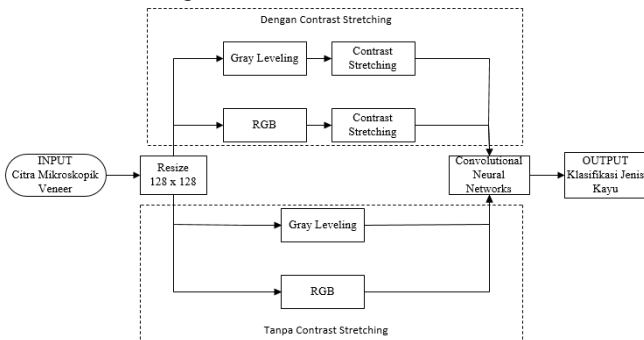 Dengan Contrast Stretching
Gray Leveling
Contrast
Stretching
RGB
Contrast
Stretching
INPUT
Citra Mikroskopik
Veneer
Resize
128 x 128
Convolutional
Neural
Networks
OUTPUT
Klasifikasi Jenis
Kayu
Gray Leveling
RGB
Tanpa Contrast Stretching